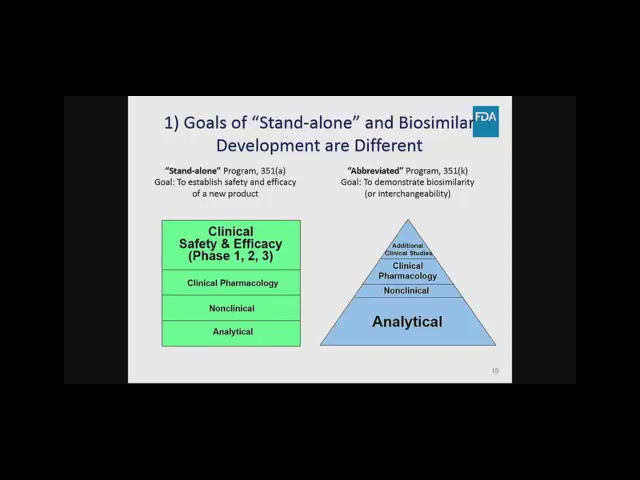 1) Goals of “Stand-alone” and Biosimilar
FDA
Development are Different
“Stand-alone” Program, 351(a)
Goal: To establish safety and efficacy
of a new product
“Abbreviated” Program, 351(k)
Goal: To demonstrate biosimilarity
(or interchangeability)
Clinical
Safety & Efficacy
(Phase 1, 2, 3)
Clinical Pharmacology
Nonclinical
Analytical
Additional
Clinical Studies
Clinical
Pharmacology
Nonclinical
Analytical
15